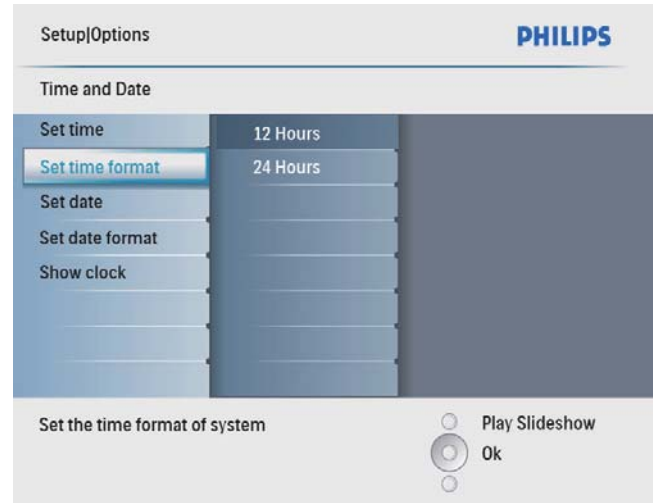 Setup|Options
PHILIPS
Time and Date
Set time
12 Hours
Set time format
24 Hours
Set date
Set date format
Show clock
Set the time format of system
Play Slideshow
Ok